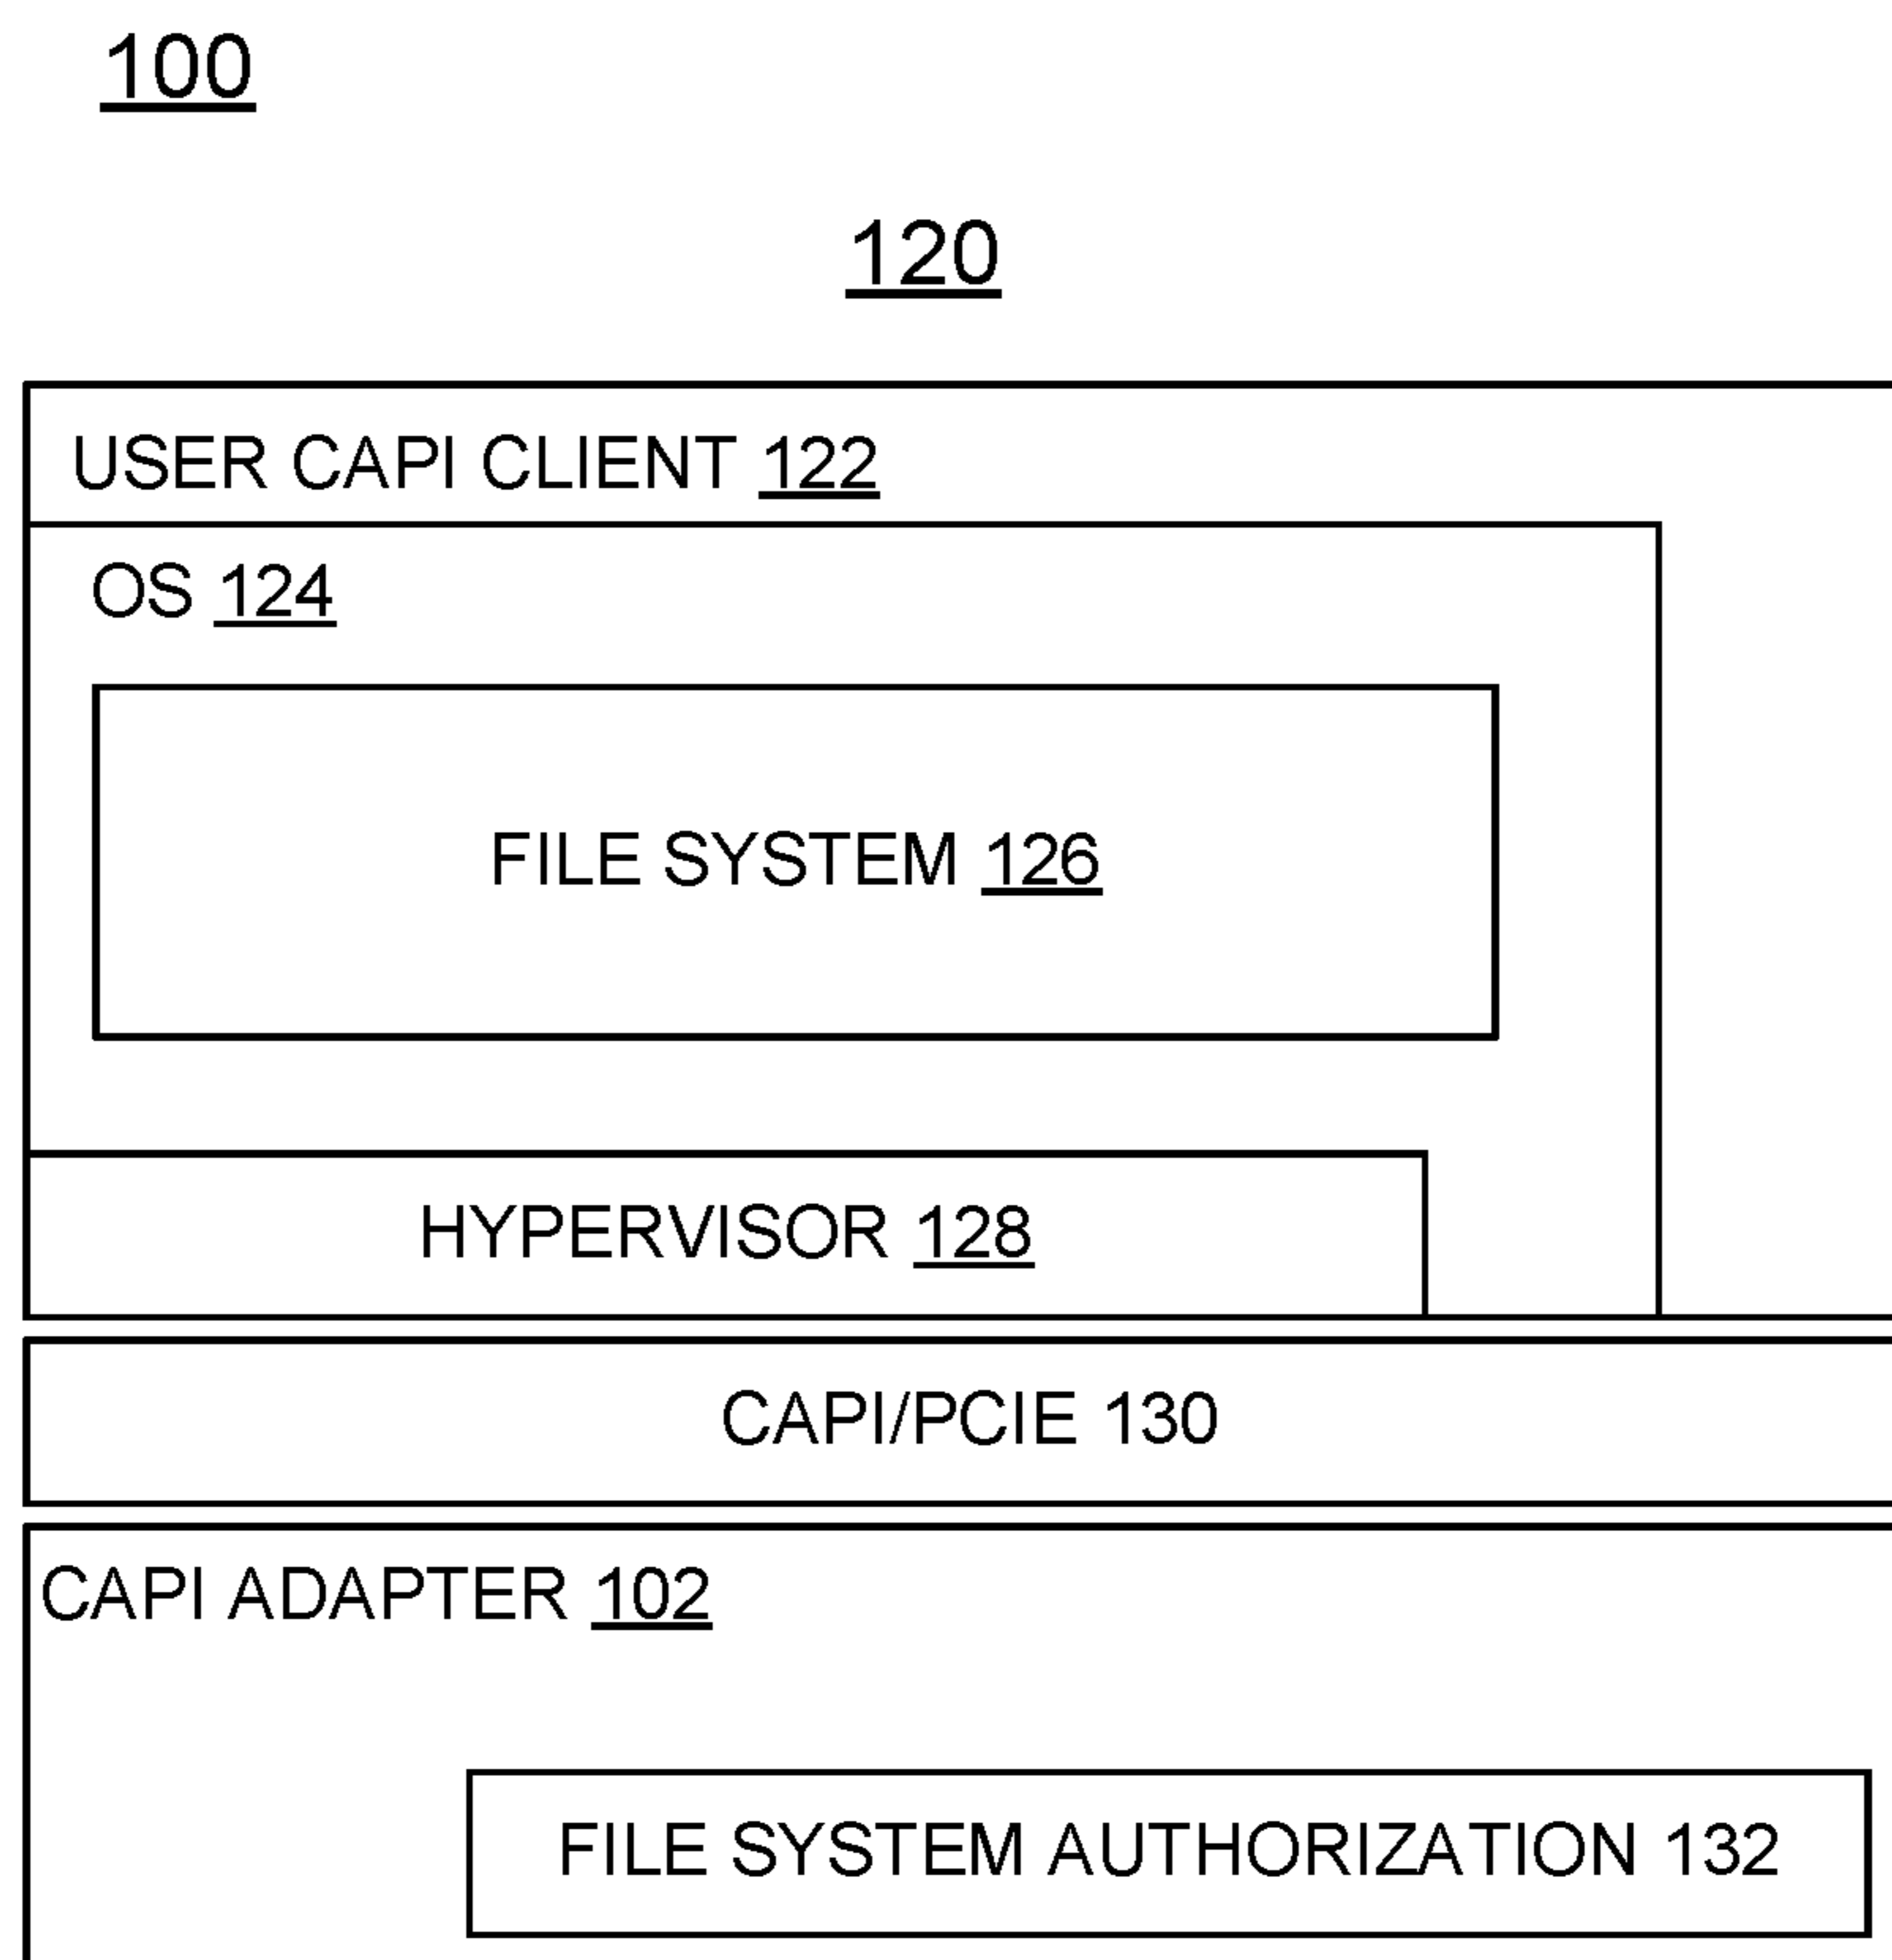 100
120
USER CAPI CLIENT 122
OS 124
FILE SYSTEM 126
HYPERVISOR 128
CAPI/PCIE 130
CAPI ADAPTER 102
FILE SYSTEM AUTHORIZATION 132